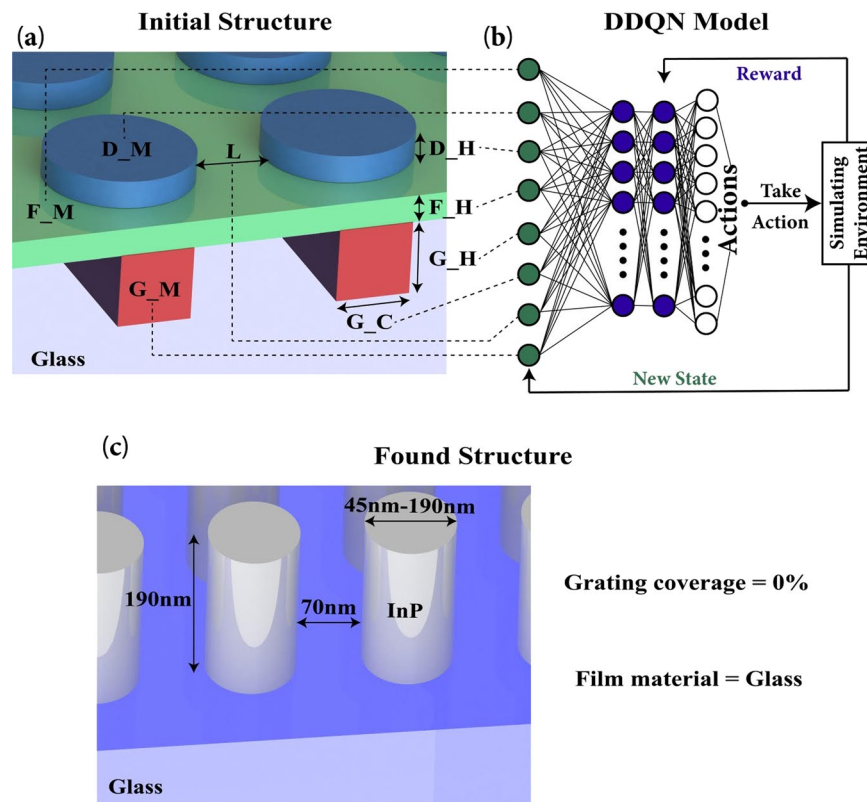 Initial Structure
(a)
D_M
L
D_H
F_M
F_H
G_H
G_M
G_C
Glass
DDQN Model
(b)
Reward
Actions
Take
Action
Simulating
Environment
New State
(c)
Found Structure
45nm-190nm
190nm
70nm
InP
Glass
Grating coverage = 0%
Film material = Glass